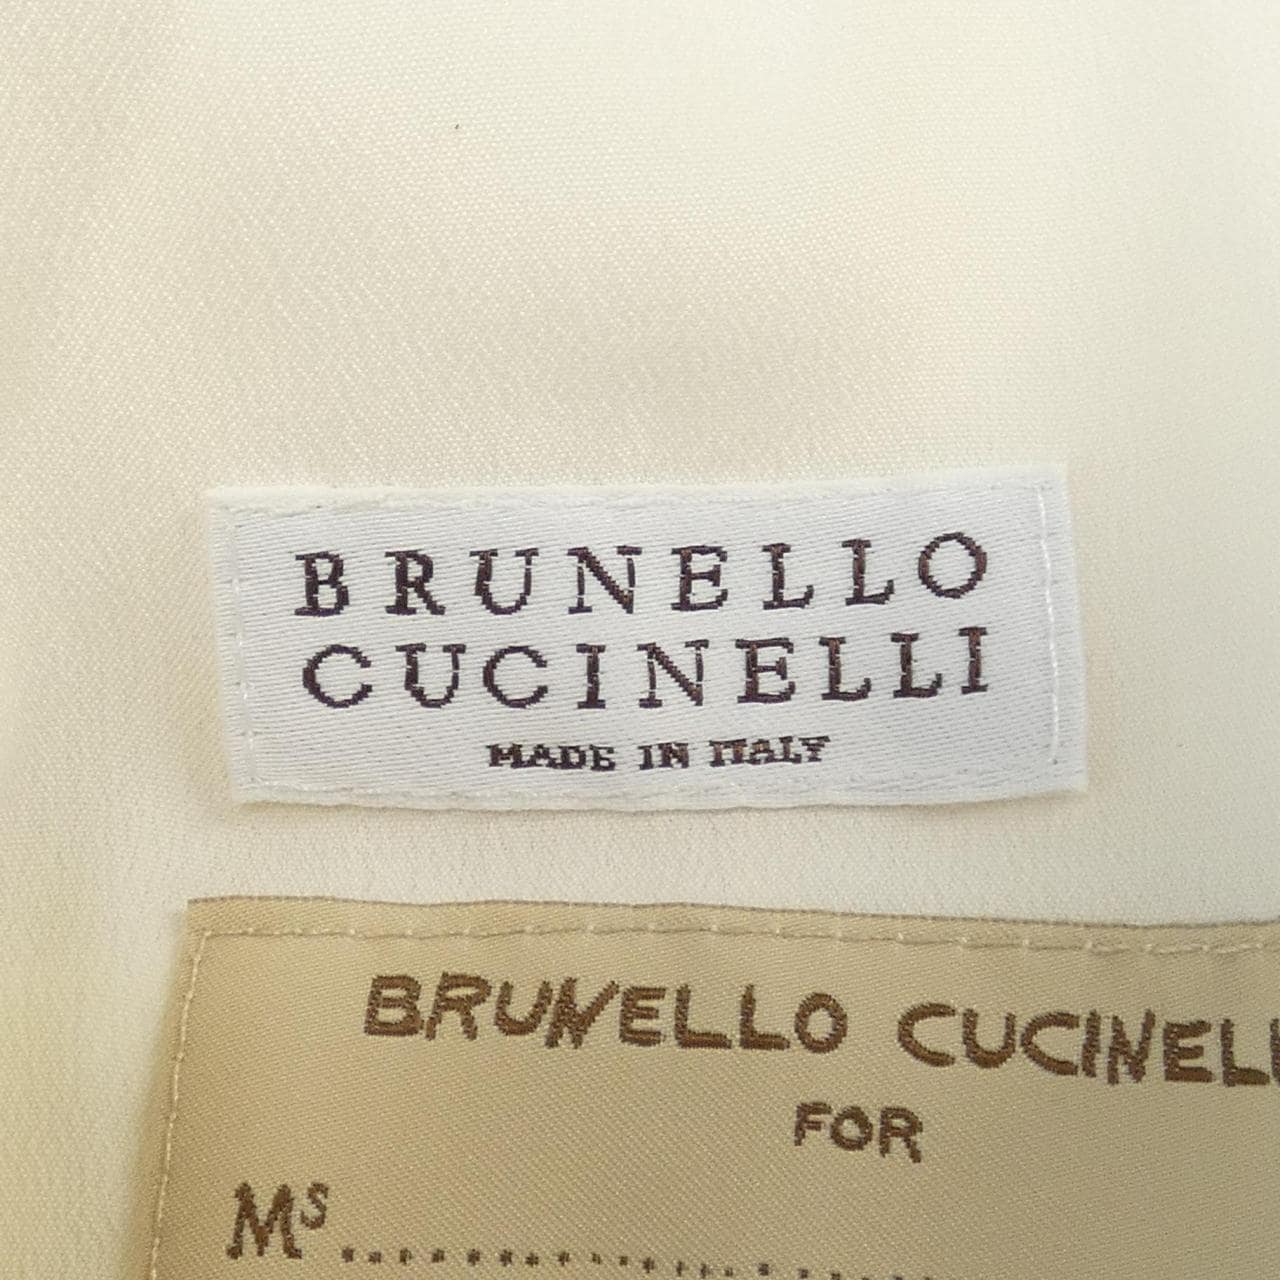 BRUNELLO
CUCINELLI
MADE IN ITALY
BRUNELLO CUCINELL
FOR
Ms....................